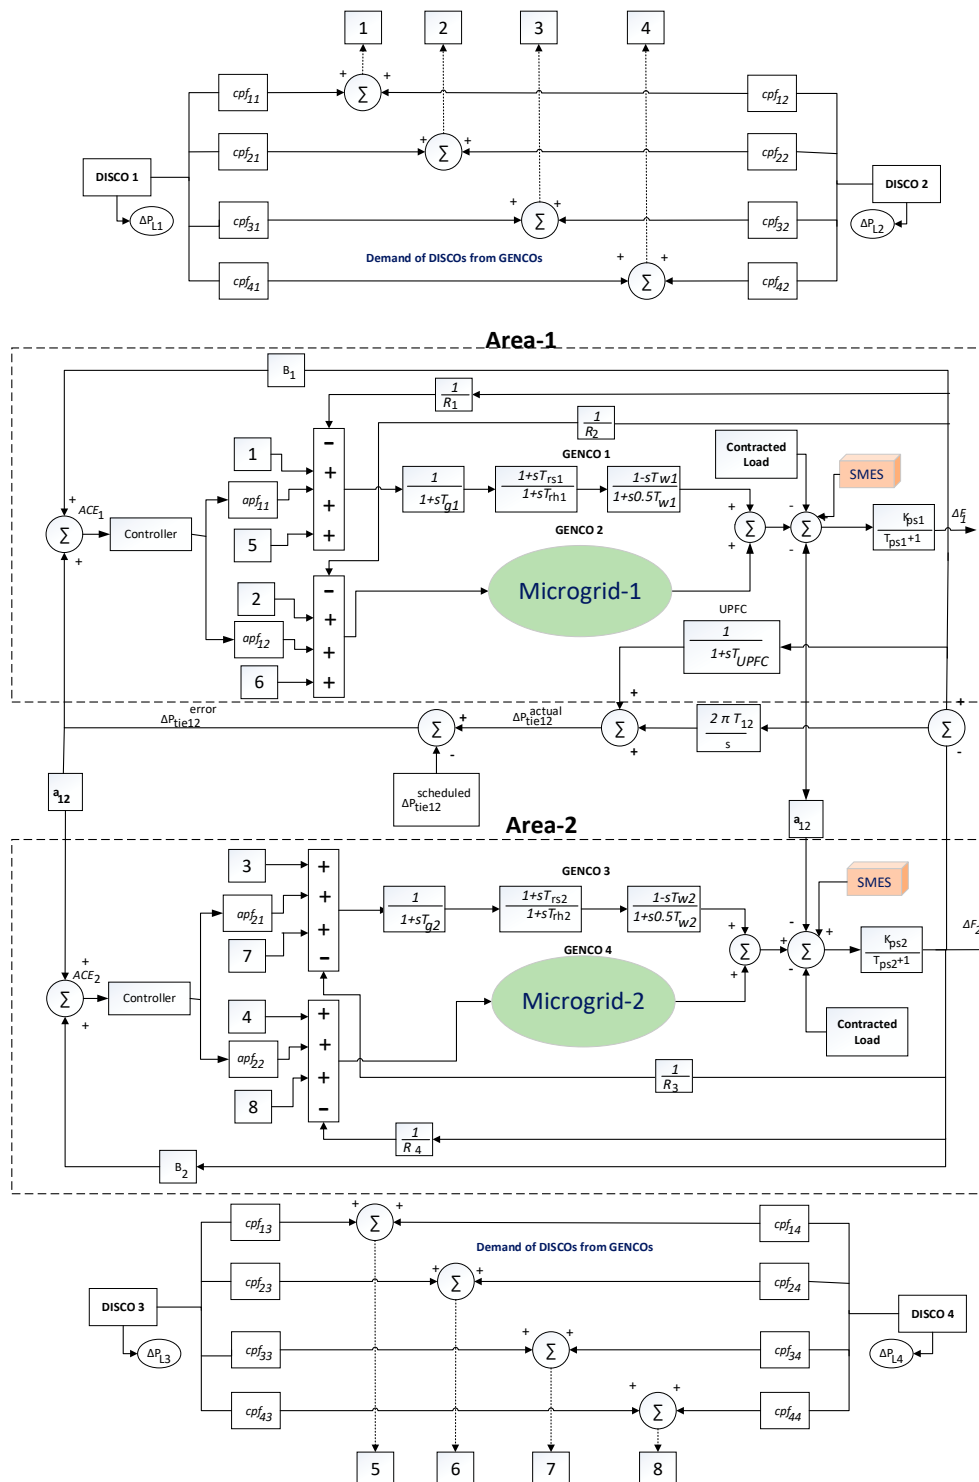 1 2 3 4
+ + + + + + + +
cpf11 Σ cpf12
cpf21 Σ cpf22
DISCO 1 DISCO 2
ΔPL1 cpf31 Σ cpf32 ΔPL2
Demand of DISCOs from GENCOs
cpf41 Σ cpf42
Area-1
B1
1/R1
1/R2
− + + +
1
GENCO 1
Contracted
Load
SMES
apf11
1/1+sTg1
1+sTrs1/1+sTrh1
1-sTw1/1+s0.5Tw1
+ ACE1
Σ + Controller
5
GENCO 2
+ Σ +
- Σ -
Kps1/Tps1+1
ΔF1
− + + +
2
Microgrid-1
apf12
6
UPFC
1/1+sTUPFC
ΔPtie12 error
+ Σ -
ΔPtie12 actual
+ Σ +
2 π T12/s
+ Σ -
a12
ΔPtie12 scheduled
a12
Area-2
3
+ + + −
GENCO 3
SMES
apf21
1/1+sTg2
1+sTrs2/1+sTrh2
1-sTw2/1+s0.5Tw2
7
GENCO 4
+ Σ +
+ - Σ + -
Kps2/Tps2+1
ΔF2
+ ACE2
Σ + Controller
4
+ + + −
Microgrid-2
Contracted
Load
apf22
8
1/R3
1/R4
B2
cpf13 + Σ + cpf14
Demand of DISCOs from GENCOs
cpf23 + Σ + cpf24
DISCO 3 DISCO 4
ΔPL3 cpf33 + Σ + cpf34 ΔPL4
cpf43 + Σ + cpf44
5 6 7 8